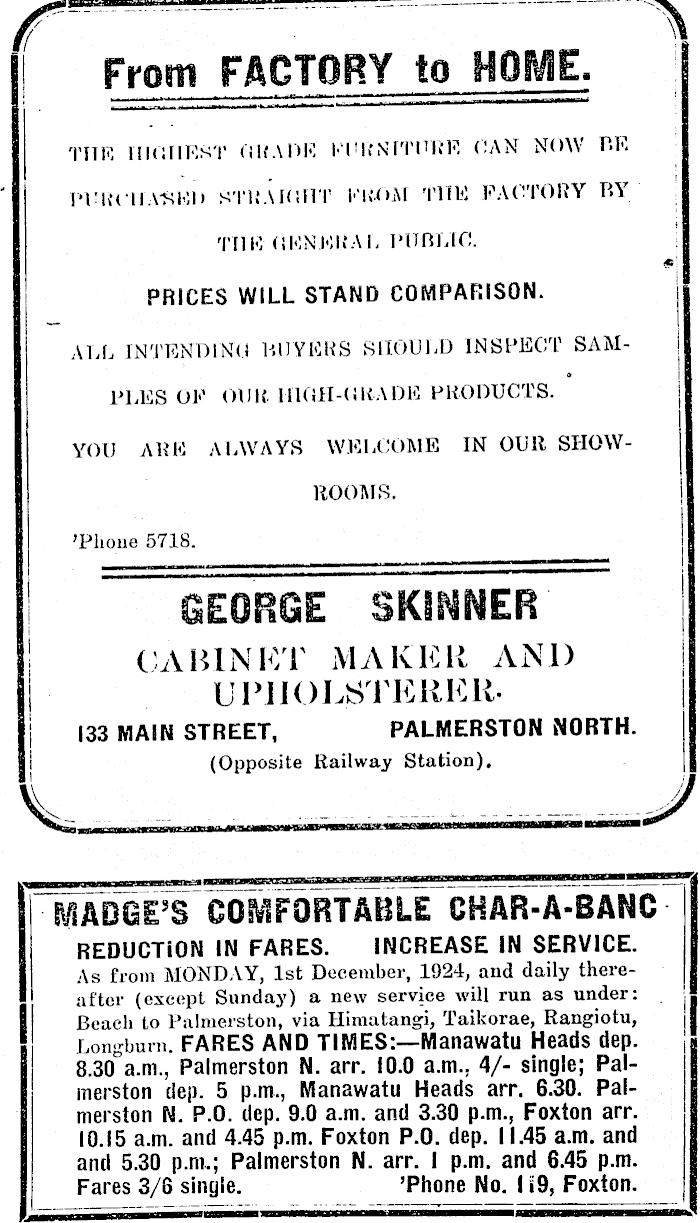 From FACTORY to HOME.
THE HIGHEST GRADE FURNITURE CAN NOW BE
PURCHASED STRAIGHT FROM THE FACTORY BY
THE GENERAL PUBLIC.
PRICES WILL STAND COMPARISON.
ALL INTENDING BUYERS SHOULD INSPECT SAM-
PLES OF OUR HIGH-GRADE PRODUCTS.
YOU ARE ALWAYS WELCOME IN OUR SHOW-
ROOMS.
'Phone 5718.
GEORGE SKINNER
CABINET MAKER AND
UPHOLSTERER.
133 MAIN STREET, PALMERSTON NORTH.
(Opposite Railway Station).
MADGE'S COMFORTABLE CHAR-A-BANC
REDUCTION IN FARES. INCREASE IN SERVICE.
As from MONDAY, 1st December, 1924, and daily there-
after (except Sunday) a new service will run as under:
Beach to Palmerston, via Himatangi, Taikorae, Rangiotu,
Longburn. FARES AND TIMES:—Manawatu Heads dep.
8.30 a.m., Palmerston N. arr. 10.0 a.m., 4/- single; Pal-
merston dep. 5 p.m., Manawatu Heads arr. 6.30. Pal-
merston N. P.O. dep. 9.0 a.m. and 3.30 p.m., Foxton arr.
10.15 a.m. and 4.45 p.m. Foxton P.O. dep. 11.45 a.m. and
and 5.30 p.m.; Palmerston N. arr. 1 p.m. and 6.45 p.m.
Fares 3/6 single. 'Phone No. 119, Foxton.